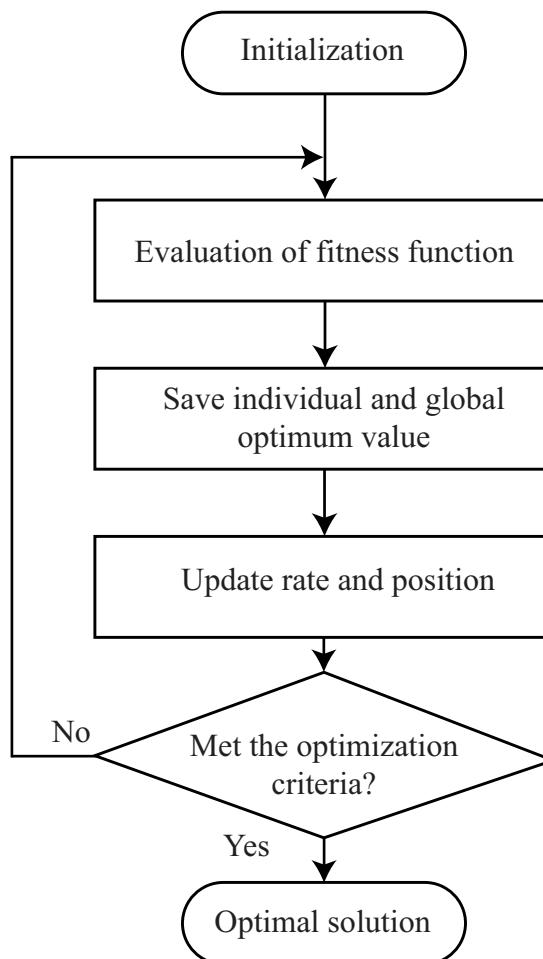 Initialization
Evaluation of fitness function
Save individual and global
optimum value
Update rate and position
No
Met the optimization
criteria?
Yes
Optimal solution